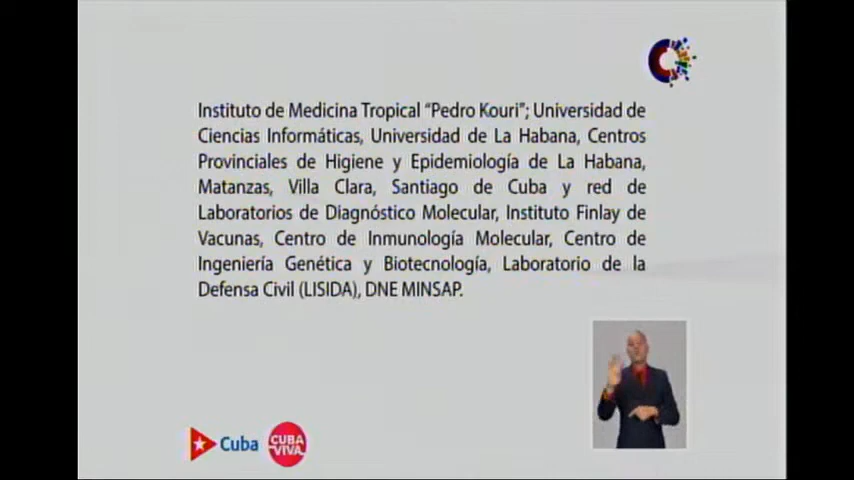 Instituto de Medicina Tropical “Pedro Kouri”; Universidad de
Ciencias Informáticas, Universidad de La Habana, Centros
Provinciales de Higiene y Epidemiología de La Habana,
Matanzas, Villa Clara, Santiago de Cuba y red de
Laboratorios de Diagnóstico Molecular, Instituto Finlay de
Vacunas, Centro de Inmunología Molecular, Centro de
Ingeniería Genética y Biotecnología, Laboratorio de la
Defensa Civil (LISIDA), DNE MINSAP.
Cuba
CUBA
VIVA